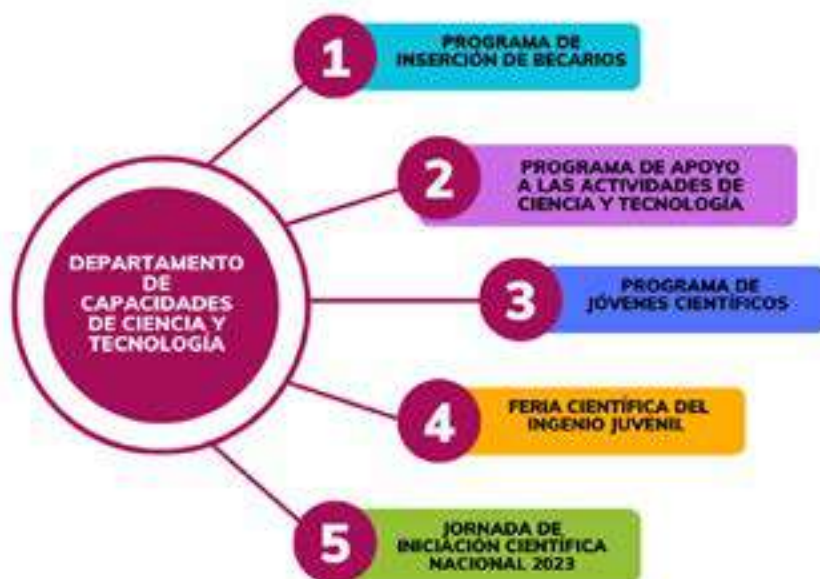 DEPARTAMENTO
DE
CAPACIDADES
DE CIENCIA Y
TECNOLOGÍA
1
PROGRAMA DE
INSERCIÓN DE BECARIOS
2
PROGRAMA DE APOYO
A LAS ACTIVIDADES DE
CIENCIA Y TECNOLOGÍA
3
PROGRAMA DE
JÓVENES CIENTÍFICOS
4
FERIA CIENTÍFICA DEL
INGENIO JUVENIL
5
JORNADA DE
INICIACIÓN CIENTÍFICA
NACIONAL 2023